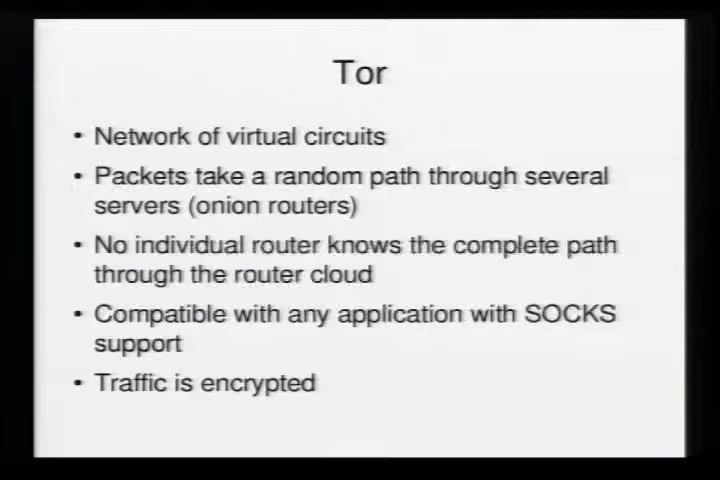 Tor
• Network of virtual circuits
• Packets take a random path through several
servers (onion routers)
• No individual router knows the complete path
through the router cloud
• Compatible with any application with SOCKS
support
• Traffic is encrypted